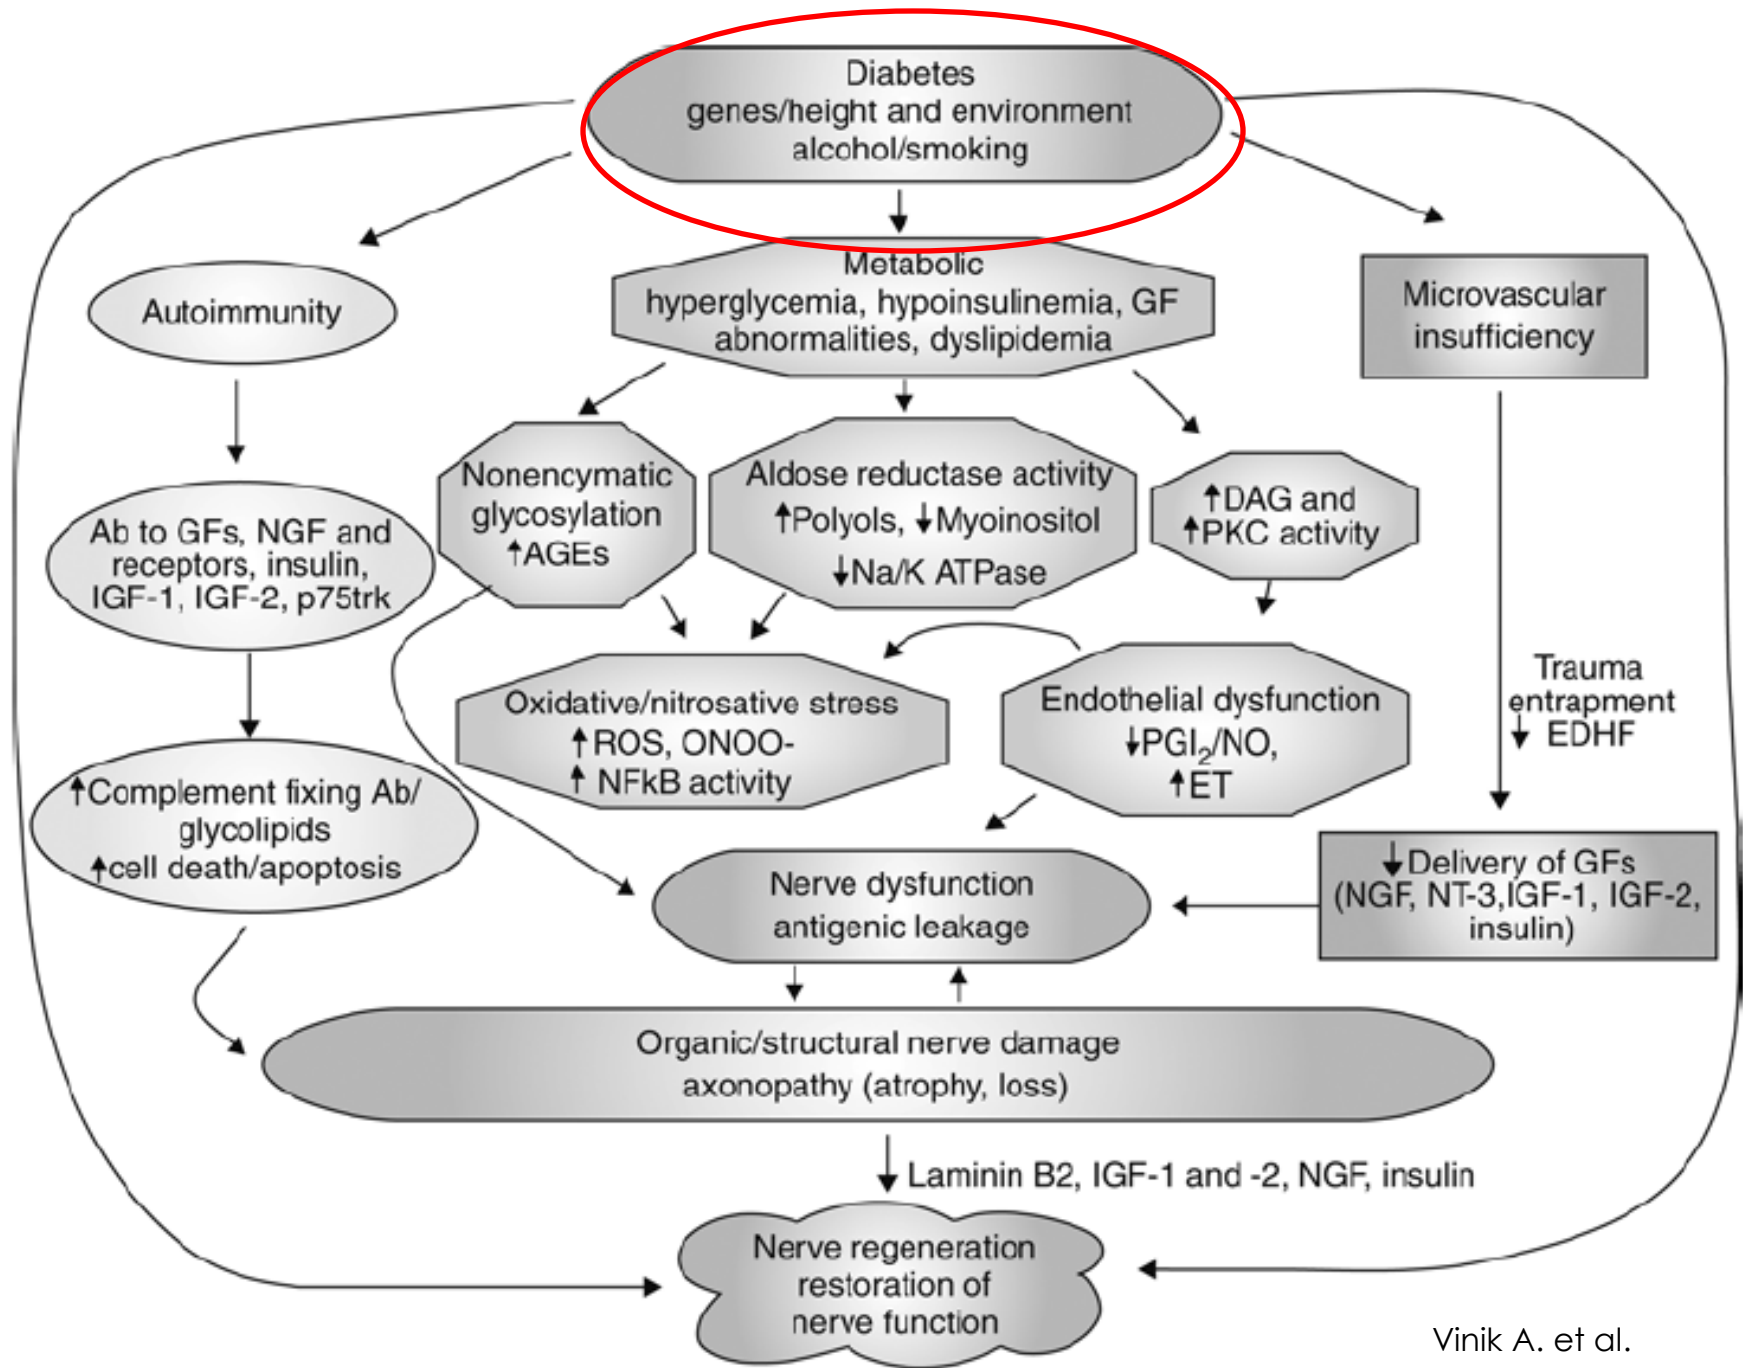 Diabetes
genes/height and environment
alcohol/smoking
Autoimmunity
Metabolic
hyperglycemia, hypoinsulinemia, GF
abnormalities, dyslipidemia
Microvascular
insufficiency
Ab to GFs, NGF and
receptors, insulin,
IGF-1, IGF-2, p75trk
Nonencymatic
glycosylation
↑AGEs
Aldose reductase activity
↑Polyols, ↓Myoinositol
↓Na/K ATPase
↑DAG and
↑PKC activity
Oxidative/nitrosative stress
↑ROS, ONOO-
↑ NFkB activity
Endothelial dysfunction
↓PGI₂/NO,
↑ET
Trauma
entrapment
↓ EDHF
↑Complement fixing Ab/
glycolipids
↑cell death/apoptosis
Nerve dysfunction
antigenic leakage
↓Delivery of GFs
(NGF, NT-3,IGF-1, IGF-2,
insulin)
Organic/structural nerve damage
axonopathy (atrophy, loss)
Laminin B2, IGF-1 and -2, NGF, insulin
Nerve regeneration
restoration of
nerve function
Vinik A. et al.